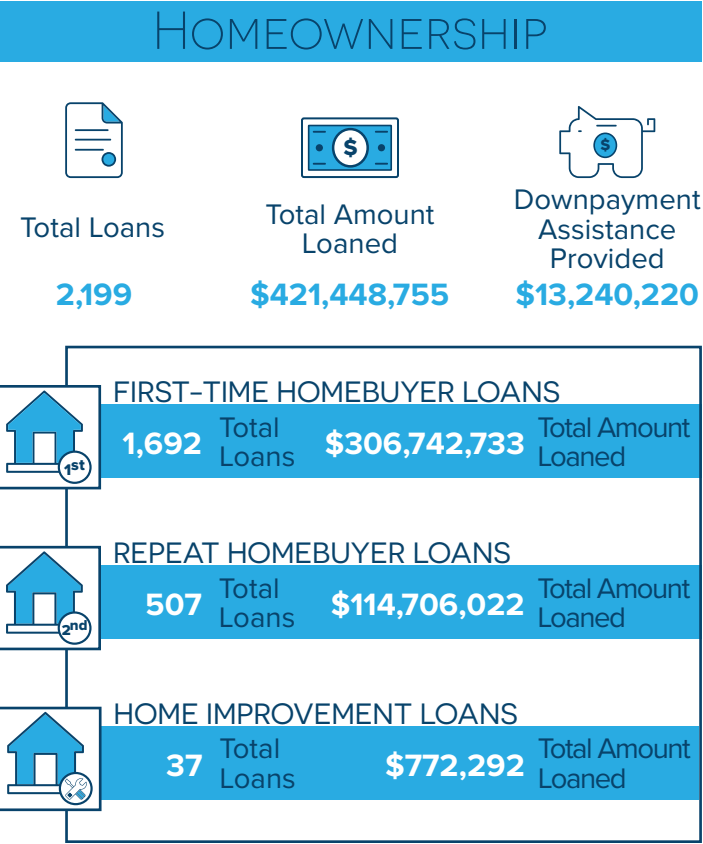 HOMEOWNERSHIP
$
$
Total Loans
2,199
Total Amount
Loaned
$421,448,755
Downpayment
Assistance
Provided
$13,240,220
FIRST-TIME HOMEBUYER LOANS
1st
1,692 Total Loans $306,742,733 Total Amount Loaned
REPEAT HOMEBUYER LOANS
2nd
507 Total Loans $114,706,022 Total Amount Loaned
HOME IMPROVEMENT LOANS
37 Total Loans $772,292 Total Amount Loaned